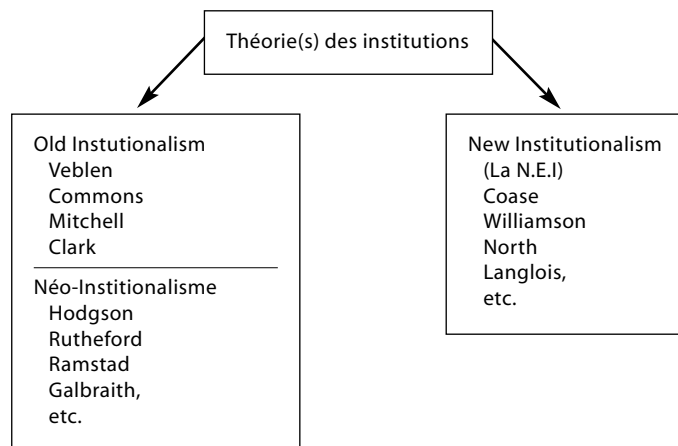 Théorie(s) des institutions
Old Instutionalism
Veblen
Commons
Mitchell
Clark
Néo-Institionalisme
Hodgson
Rutheford
Ramstad
Galbraith,
etc.
New Institutionalism
(La N.E.I)
Coase
Williamson
North
Langlois,
etc.